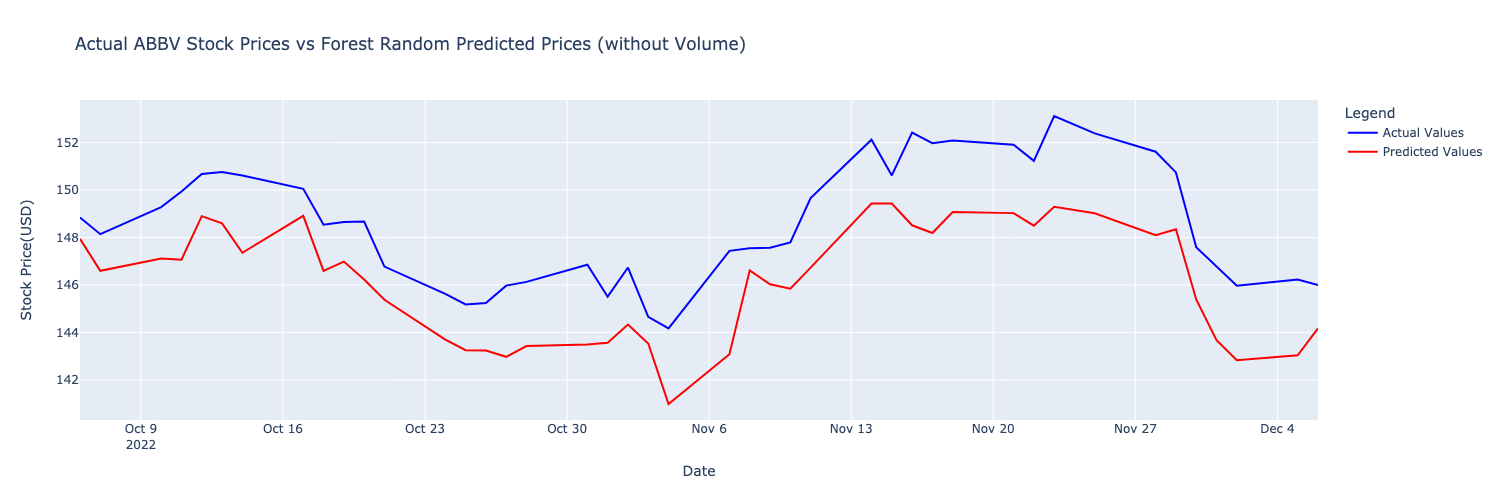 Actual ABBV Stock Prices vs Forest Random Predicted Prices (without Volume)
Legend
Actual Values
Predicted Values
Stock Price(USD)
152
150
148
146
144
142
Oct 9
2022
Oct 16
Oct 23
Oct 30
Nov 6
Nov 13
Nov 20
Nov 27
Dec 4
Date